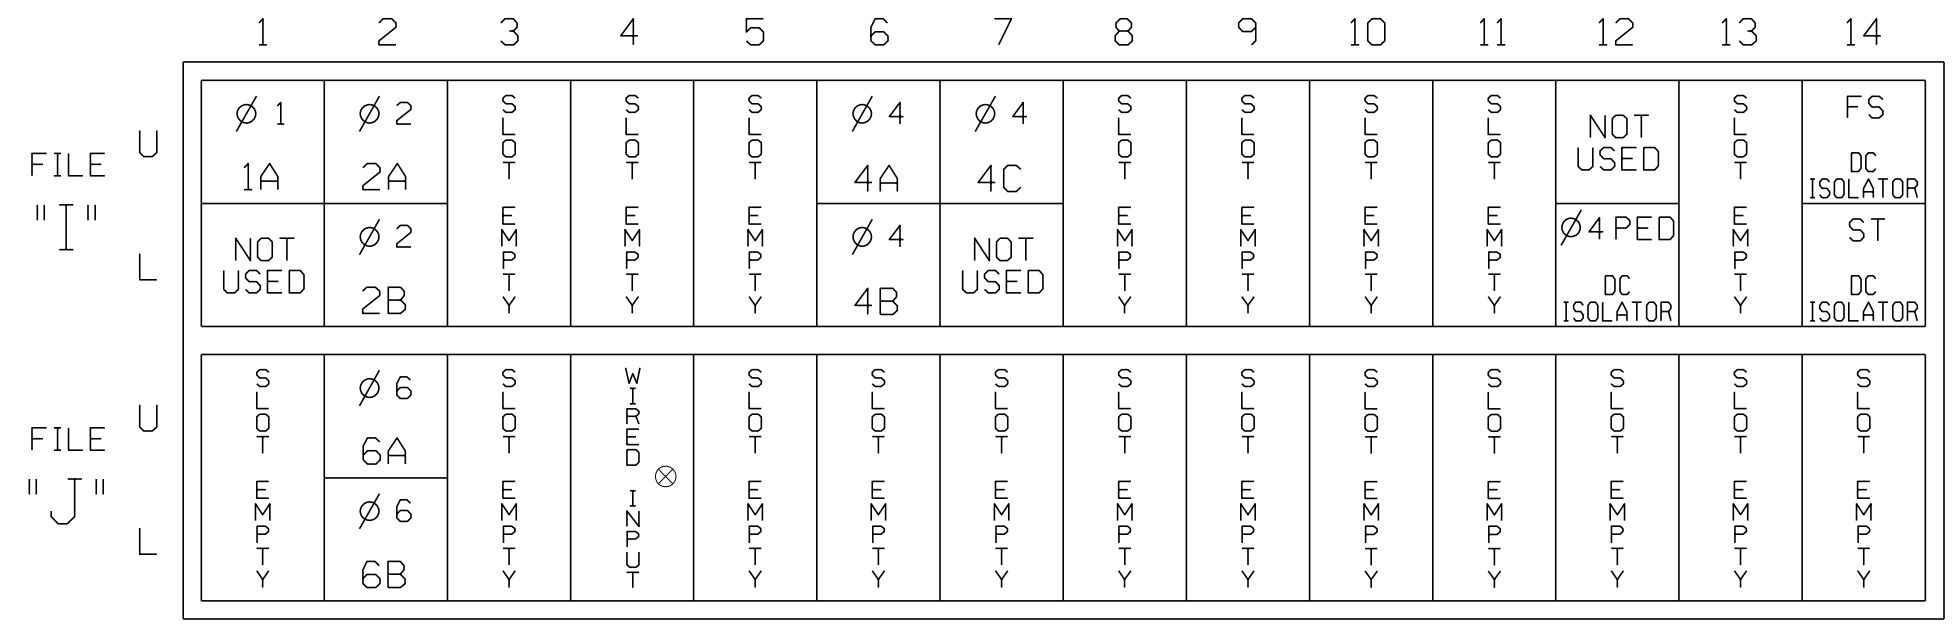 1 2 3 4 5 6 7 8 9 10 11 12 13 14
FILE
"I"
U
L
Ø 1
1A
NOT
USED
Ø 2
2A
Ø 2
2B
SLOT EMPTY
SLOT EMPTY
SLOT EMPTY
Ø 4
4A
Ø 4
4B
Ø 4
4C
NOT
USED
SLOT EMPTY
SLOT EMPTY
SLOT EMPTY
SLOT EMPTY
NOT
USED
Ø 4 PED
DC
ISOLATOR
SLOT EMPTY
FS
DC
ISOLATOR
ST
DC
ISOLATOR
FILE
"J"
U
L
SLOT EMPTY
Ø 6
6A
Ø 6
6B
SLOT EMPTY
WIRED INPUT
SLOT EMPTY
SLOT EMPTY
SLOT EMPTY
SLOT EMPTY
SLOT EMPTY
SLOT EMPTY
SLOT EMPTY
SLOT EMPTY
SLOT EMPTY
SLOT EMPTY